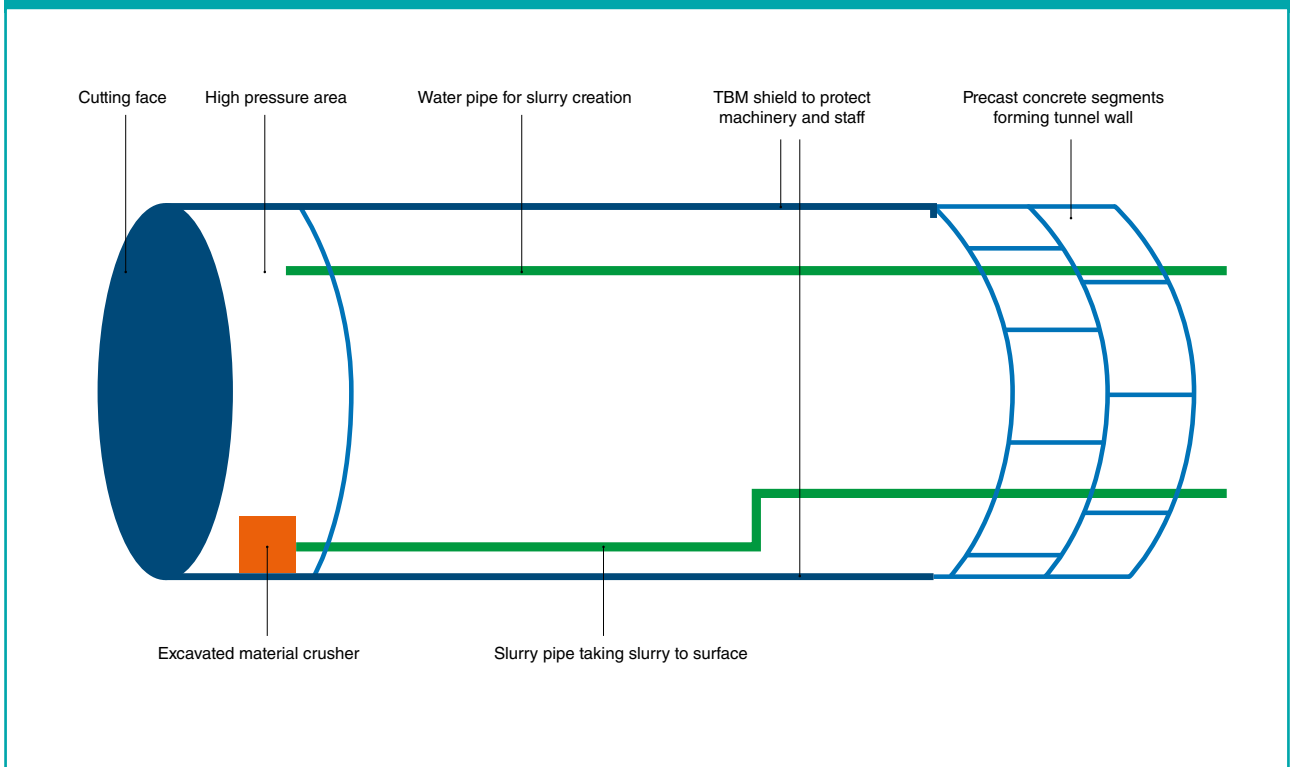 Cutting face
High pressure area
Water pipe for slurry creation
TBM shield to protect
machinery and staff
Precast concrete segments
forming tunnel wall
Excavated material crusher
Slurry pipe taking slurry to surface